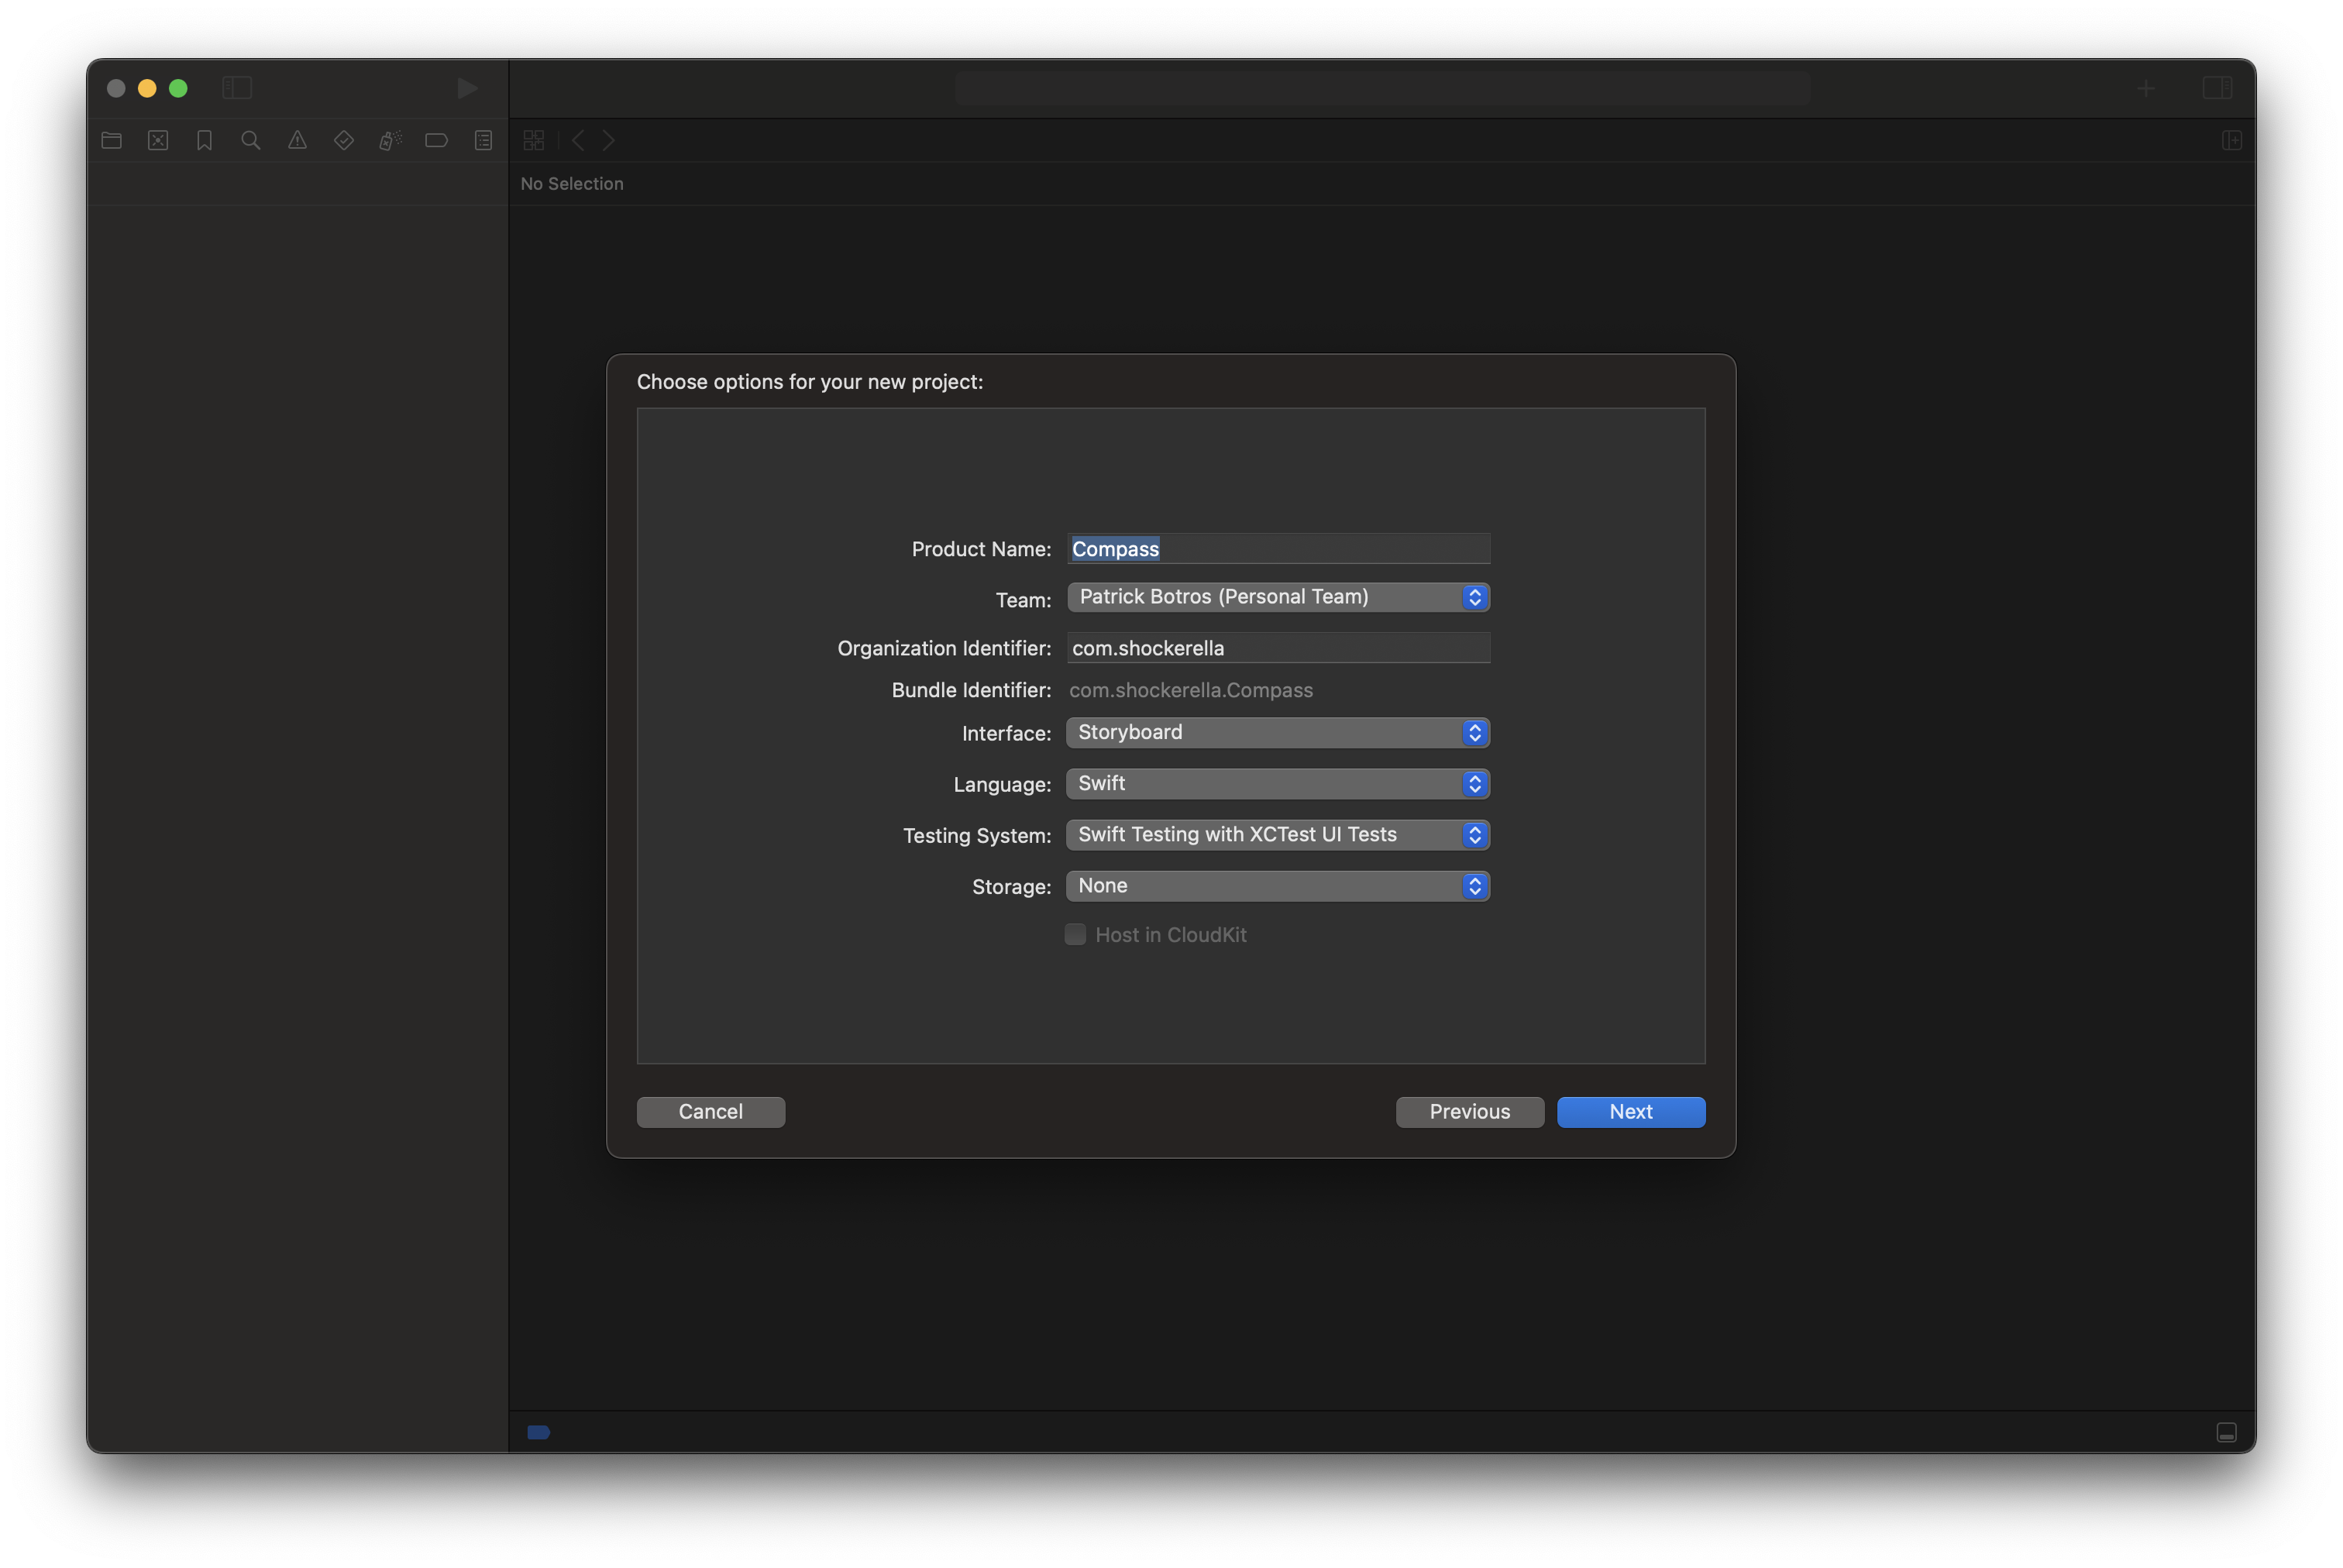 No Selection
Choose options for your new project:
Product Name: Compass
Team: Patrick Botros (Personal Team)
Organization Identifier: com.shockerella
Bundle Identifier: com.shockerella.Compass
Interface: Storyboard
Language: Swift
Testing System: Swift Testing with XCTest UI Tests
Storage: None
Host in CloudKit
Cancel Previous Next